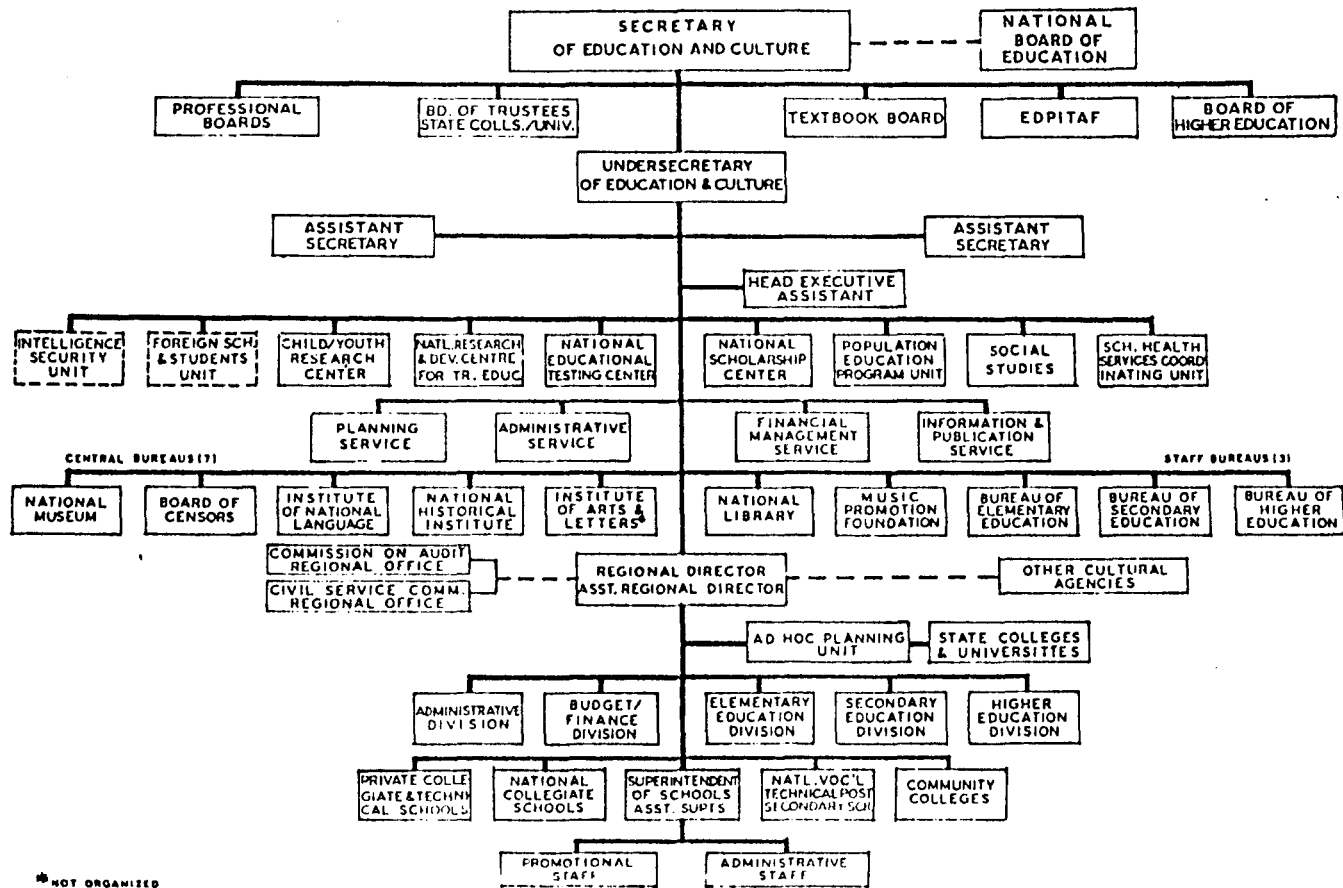 SECRETARY
OF EDUCATION AND CULTURE
NATIONAL
BOARD OF
EDUCATION
PROFESSIONAL
BOARDS
BD. OF TRUSTEES
STATE COLLS./UNIV.
TEXTBOOK BOARD
EDPITAF
BOARD OF
HIGHER EDUCATION
UNDERSECRETARY
OF EDUCATION & CULTURE
ASSISTANT
SECRETARY
ASSISTANT
SECRETARY
HEAD EXECUTIVE
ASSISTANT
INTELLIGENCE
SECURITY
UNIT
FOREIGN SCH.
& STUDENTS
UNIT
CHILD/YOUTH
RESEARCH
CENTER
NATL. RESEARCH
& DEV. CENTRE
FOR TR. EDUC.
NATIONAL
EDUCATIONAL
TESTING CENTER
NATIONAL
SCHOLARSHIP
CENTER
POPULATION
EDUCATION
PROGRAM UNIT
SOCIAL
STUDIES
SCH. HEALTH
SERVICES COORD
INATING UNIT
PLANNING
SERVICE
ADMINISTRATIVE
SERVICE
FINANCIAL
MANAGEMENT
SERVICE
INFORMATION &
PUBLICATION
SERVICE
CENTRAL BUREAUS (7)
STAFF BUREAUS (3)
NATIONAL
MUSEUM
BOARD OF
CENSORS
INSTITUTE
OF NATIONAL
LANGUAGE
NATIONAL
HISTORICAL
INSTITUTE
INSTITUTE
OF ARTS &
LETTERS*
NATIONAL
LIBRARY
MUSIC
PROMOTION
FOUNDATION
BUREAU OF
ELEMENTARY
EDUCATION
BUREAU OF
SECONDARY
EDUCATION
BUREAU OF
HIGHER
EDUCATION
COMMISSION ON AUDIT
REGIONAL OFFICE
CIVIL SERVICE COMM.
REGIONAL OFFICE
REGIONAL DIRECTOR
ASST. REGIONAL DIRECTOR
OTHER CULTURAL
AGENCIES
AD HOC PLANNING
UNIT
STATE COLLEGES
& UNIVERSITIES
ADMINISTRATIVE
DIVISION
BUDGET/
FINANCE
DIVISION
ELEMENTARY
EDUCATION
DIVISION
SECONDARY
EDUCATION
DIVISION
HIGHER
EDUCATION
DIVISION
PRIVATE COLLE
GIATE & TECHNI
CAL SCHOOLS
NATIONAL
COLLEGIATE
SCHOOLS
SUPERINTENDENT
OF SCHOOLS
ASST. SUPTS
NATL. VOC'L
TECHNICAL POST
SECONDARY SCH
COMMUNITY
COLLEGES
PROMOTIONAL
STAFF
ADMINISTRATIVE
STAFF
* NOT ORGANIZED